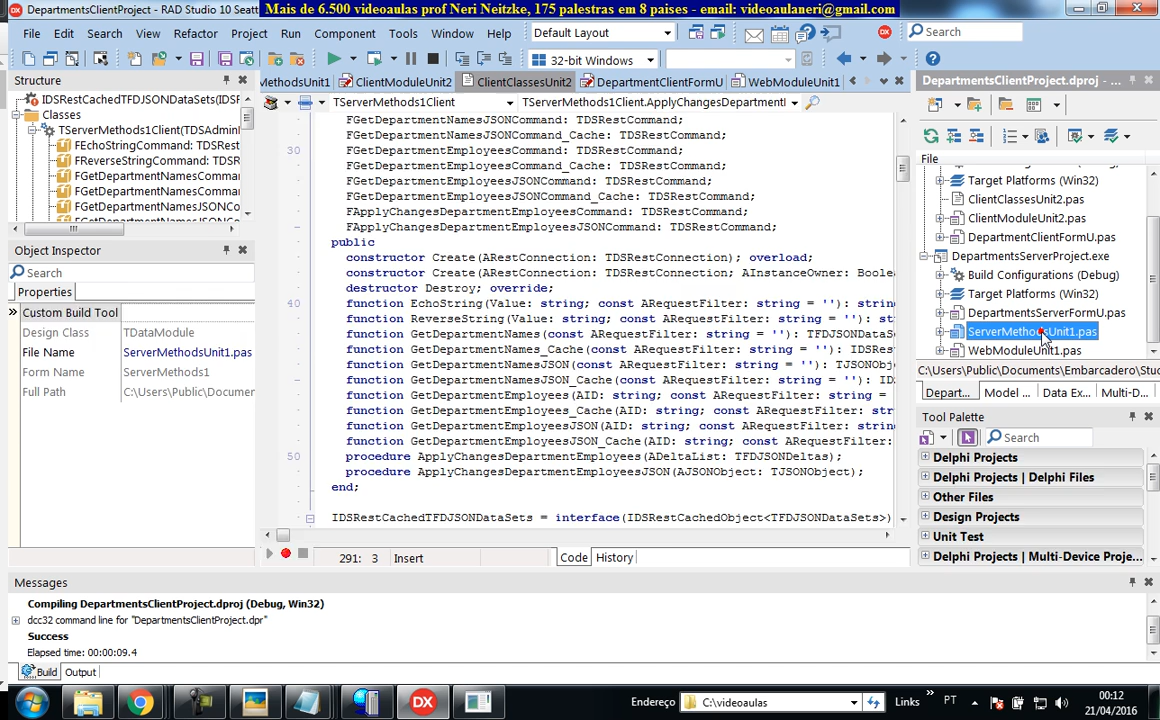 DepartmentsClientProject - RAD Studio 10 Seatt
Mais de 6.500 videoaulas prof Neri Neitzke, 175 palestras em 8 paises - email: videoaulaneri@gmail.com
File Edit Search View Refactor Project Run Component Tools Window Help
Default Layout
Search
32-bit Windows
Structure
IDSRestCachedTFDJSONDataSets(IDSF
Classes
TServerMethods1Client(TDSAdminI
FEchoStringCommand: TDSRest
FReverseStringCommand: TDSR
FGetDepartmentNamesComma
FGetDepartmentNamesComma
FGetDepartmentNamesJSONCo
FGetDepartmentNamesJSONCo
Object Inspector
Search
Properties
Custom Build Tool
Design Class TDataModule
File Name ServerMethodsUnit1.pas
Form Name ServerMethods1
Full Path C:\Users\Public\Documer
lethodsUnit1 ClientModuleUnit2 ClientClassesUnit2 DepartmentClientFormU WebModuleUnit1
TServerMethods1Client TServerMethods1Client.ApplyChangesDepartmentI
FGetDepartmentNamesJSONCommand: TDSRestCommand;
FGetDepartmentNamesJSONCommand_Cache: TDSRestCommand;
30 FGetDepartmentEmployeesCommand: TDSRestCommand;
FGetDepartmentEmployeesCommand_Cache: TDSRestCommand;
FGetDepartmentEmployeesJSONCommand: TDSRestCommand;
FGetDepartmentEmployeesJSONCommand_Cache: TDSRestCommand;
FApplyChangesDepartmentEmployeesCommand: TDSRestCommand;
FApplyChangesDepartmentEmployeesJSONCommand: TDSRestCommand;
public
constructor Create(ARestConnection: TDSRestConnection); overload;
constructor Create(ARestConnection: TDSRestConnection; AInstanceOwner: Boole
destructor Destroy; override;
40 function EchoString(Value: string; const ARequestFilter: string = ''): strin
function ReverseString(Value: string; const ARequestFilter: string = ''): s
function GetDepartmentNames(const ARequestFilter: string = ''): TFDJSONDataS
function GetDepartmentNames_Cache(const ARequestFilter: string = ''): IDSRes
function GetDepartmentNamesJSON(const ARequestFilter: string = ''): TJSONObj
function GetDepartmentNamesJSON_Cache(const ARequestFilter: string = ''): ID
function GetDepartmentEmployees(AID: string; const ARequestFilter: string =
function GetDepartmentEmployees_Cache(AID: string; const ARequestFilter: str
function GetDepartmentEmployeesJSON(AID: string; const ARequestFilter: strin
function GetDepartmentEmployeesJSON_Cache(AID: string; const ARequestFilter:
50 procedure ApplyChangesDepartmentEmployees(ADeltaList: TFDJSONDeltas);
procedure ApplyChangesDepartmentEmployeesJSON(AJSONObject: TJSONObject);
end;
IDSRestCachedTFDJSONDataSets = interface(IDSRestCachedObject<TFDJSONDataSets>)
291: 3 Insert
Code History
DepartmentsClientProject.dproj - ...
File
Target Platforms (Win32)
ClientClassesUnit2.pas
ClientModuleUnit2.pas
DepartmentClientFormU.pas
DepartmentsServerProject.exe
Build Configurations (Debug)
Target Platforms (Win32)
DepartmentsServerFormU.pas
ServerMethodsUnit1.pas
WebModuleUnit1.pas
C:\Users\Public\Documents\Embarcadero\Stud
Depart... Model ... Data Ex... Multi-D...
Tool Palette
Search
Delphi Projects
Delphi Projects | Delphi Files
Other Files
Design Projects
Unit Test
Delphi Projects | Multi-Device Proje...
Messages
Compiling DepartmentsClientProject.dproj (Debug, Win32)
dcc32 command line for "DepartmentsClientProject.dpr"
Success
Elapsed time: 00:00:09.4
Build Output
Endereço C:\videoaulas Links PT 00:12
21/04/2016